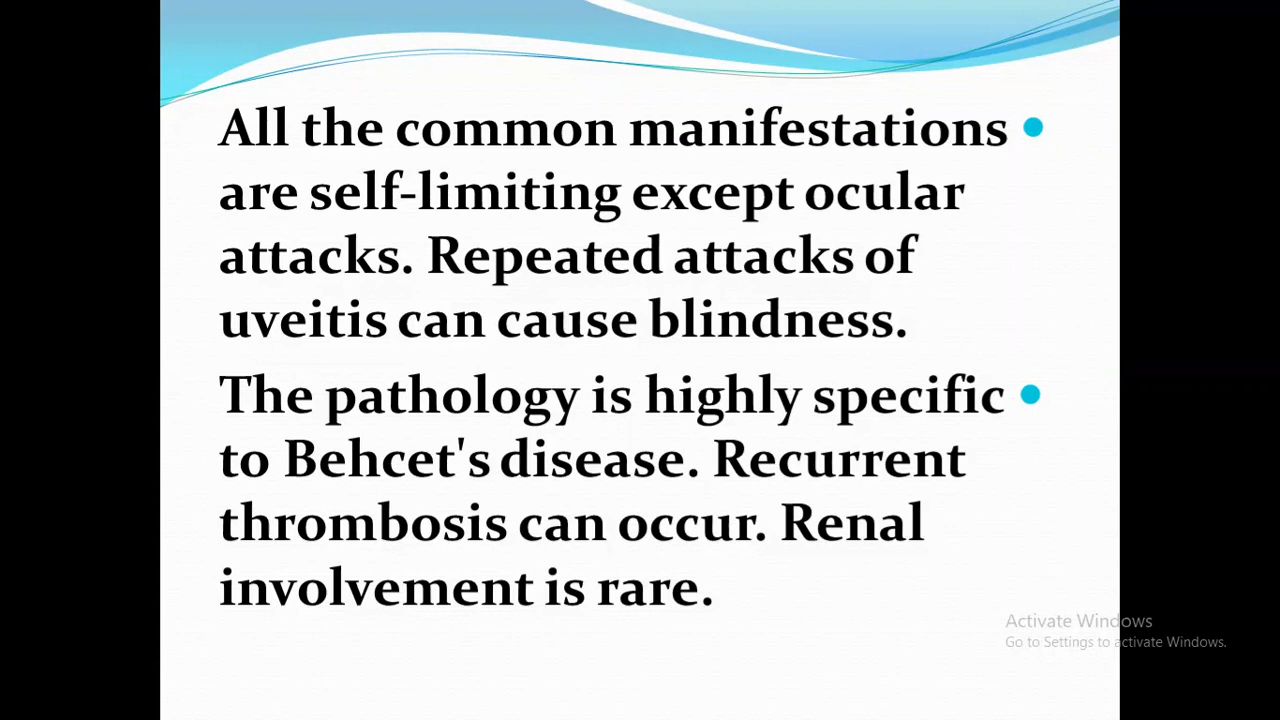 All the common manifestations •
are self-limiting except ocular
attacks. Repeated attacks of
uveitis can cause blindness.
The pathology is highly specific •
to Behcet's disease. Recurrent
thrombosis can occur. Renal
involvement is rare.
Activate Windows
Go to Settings to activate Windows.